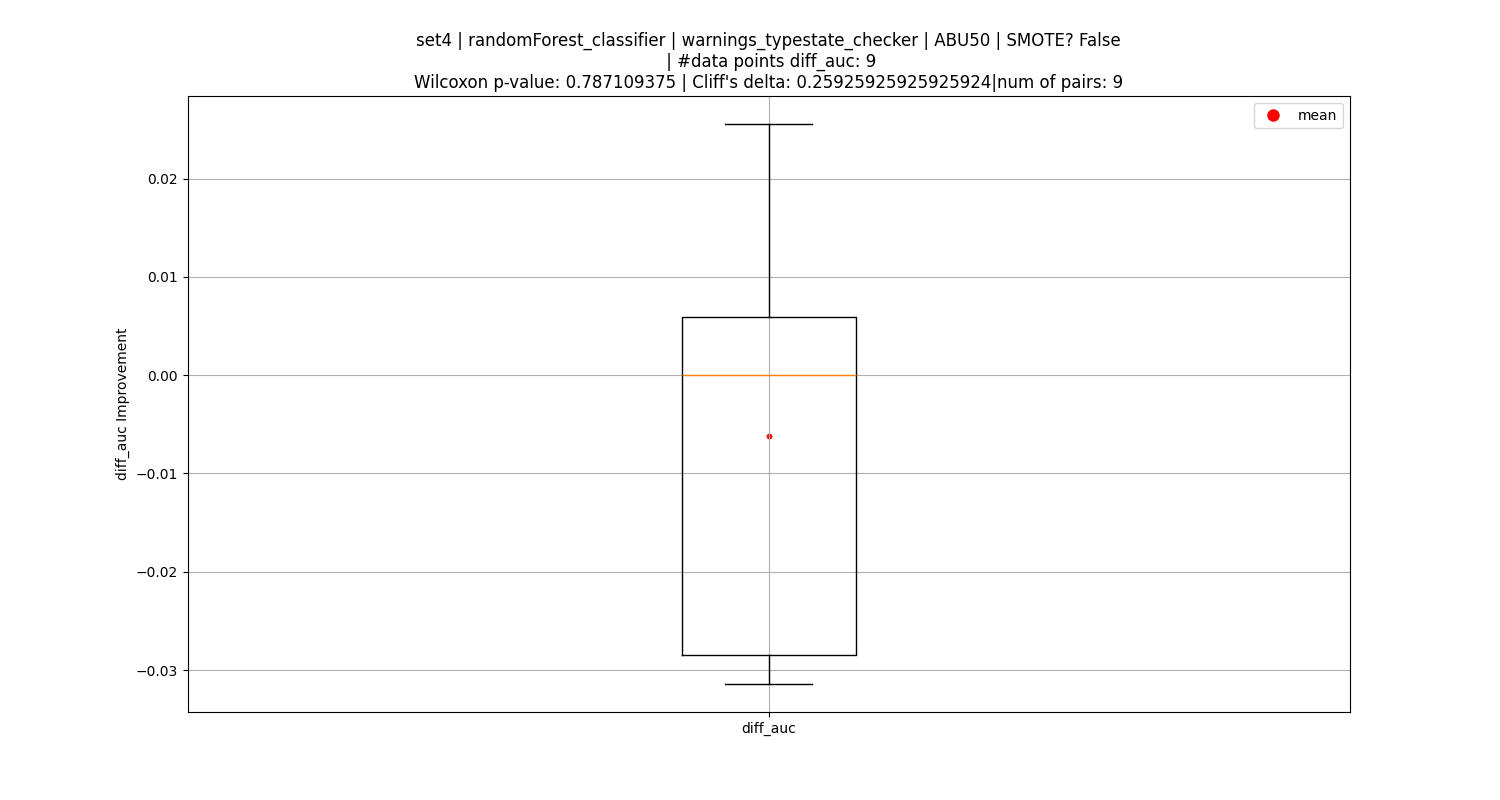 set4 | randomForest_classifier | warnings_typestate_checker | ABU50 | SMOTE? False
| #data points diff_auc: 9
Wilcoxon p-value: 0.787109375 | Cliff's delta: 0.25925925925925924|num of pairs: 9
mean
0.02
0.01
0.00
−0.01
−0.02
−0.03
diff_auc Improvement
diff_auc